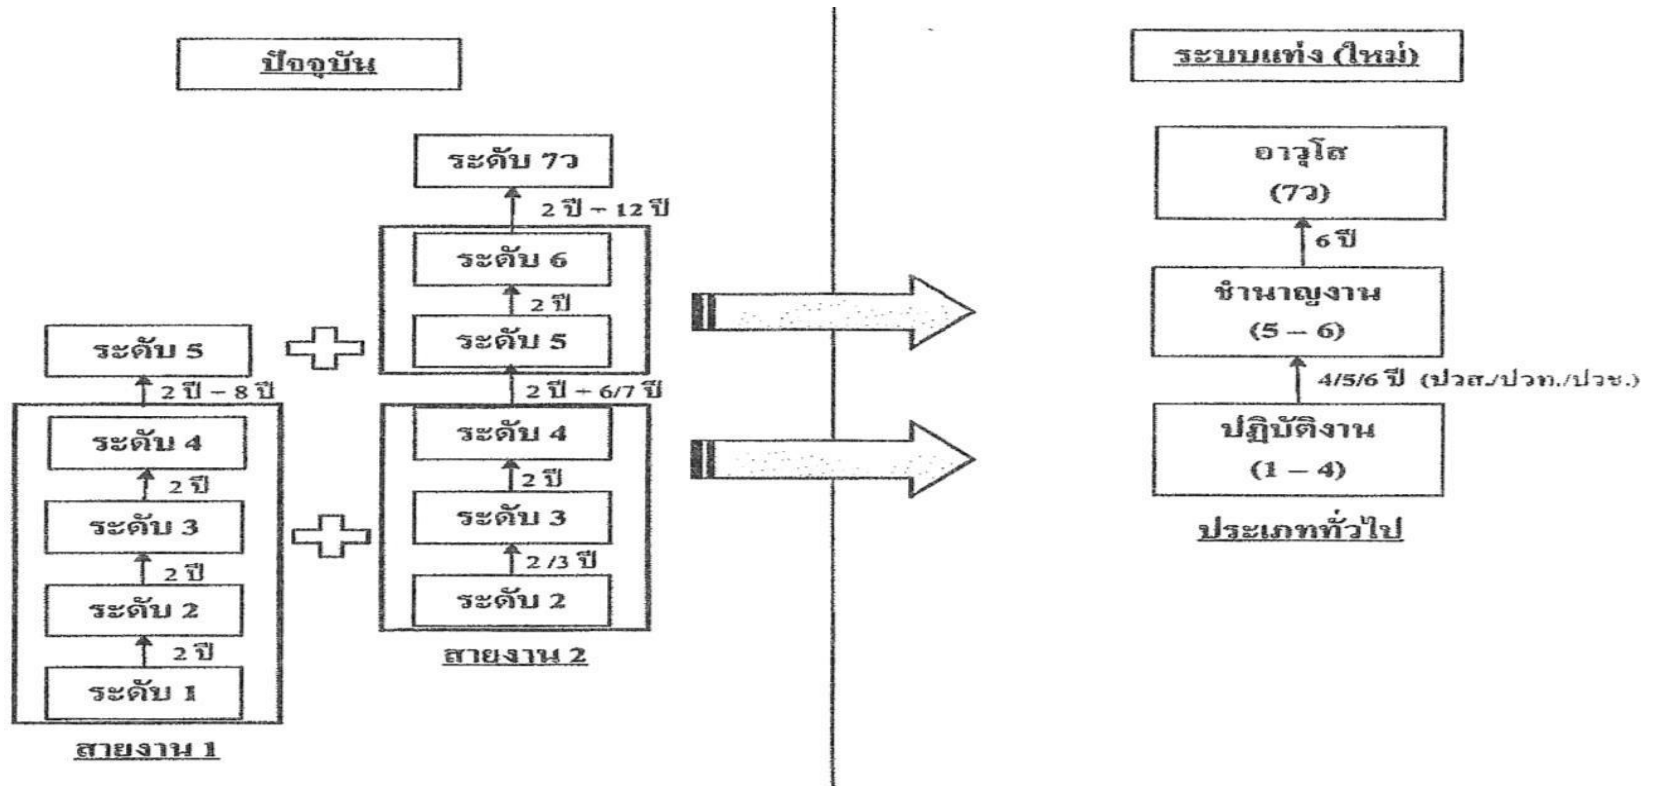 ปัจจุบัน
ระบบแท่ง (ใหม่)
ระดับ 7ว
2 ปี - 12 ปี
ระดับ 6
2 ปี
ระดับ 5
2 ปี + 6/7 ปี
ระดับ 4
2 ปี
ระดับ 3
2 /3 ปี
ระดับ 2
สายงาน 2
ระดับ 5
2 ปี - 8 ปี
ระดับ 4
2 ปี
ระดับ 3
2 ปี
ระดับ 2
2 ปี
ระดับ 1
สายงาน 1
อาวุโส
(7ว)
6 ปี
ชำนาญงาน
(5 - 6)
4/5/6 ปี (ปวส./ปวท./ปวช.)
ปฏิบัติงาน
(1 - 4)
ประเภททั่วไป